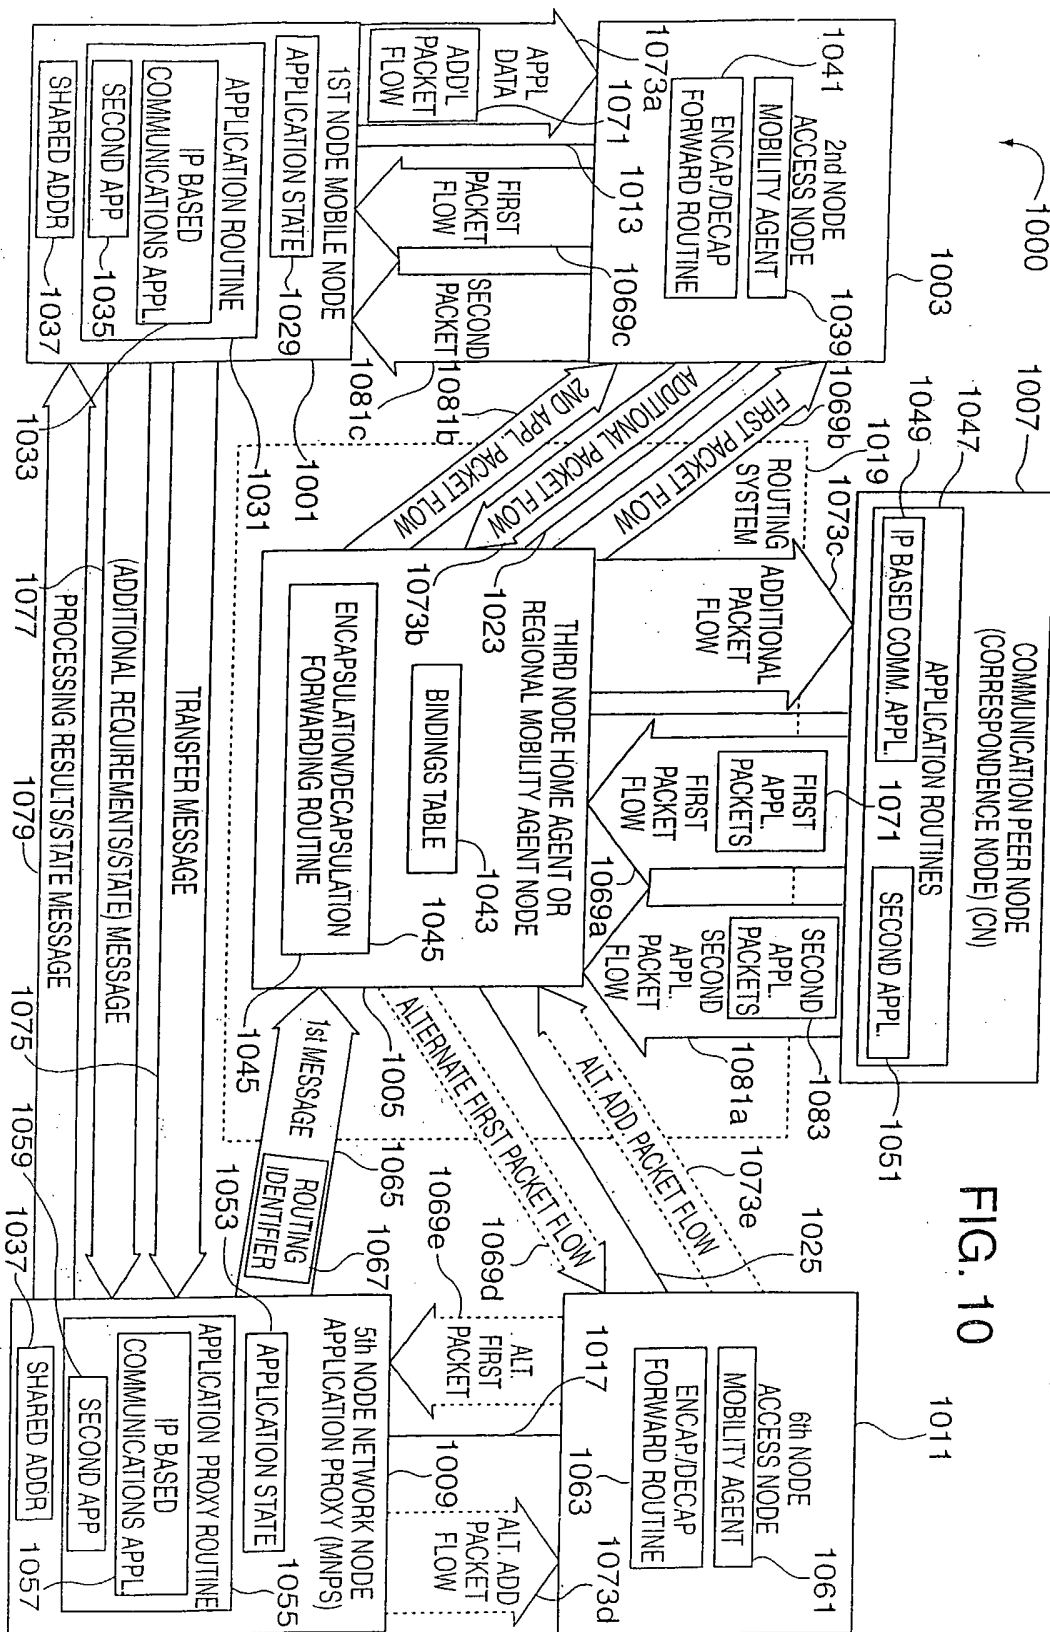 FIG. 10
1000
1007
COMMUNICATION PEER NODE
(CORRESPONDENCE NODE) (CN)
1047
APPLICATION ROUTINES
1049
IP BASED COMM. APPL.
SECOND APPL.
1051
1003
2nd NODE
ACCESS NODE
MOBILITY AGENT
1039
1041
ENCAP./DECAP
FORWARD ROUTINE
1073a
APPL
DATA
ADD'L
PACKET
FLOW
1071
1013
FIRST
PACKET
FLOW
1069c
SECOND
PACKET
1081c
1081b
2ND APPL. PACKET FLOW
ADDITIONAL PACKET FLOW
FIRST PACKET FLOW
1069b
1019
ROUTING
SYSTEM
1073c
ADDITIONAL
PACKET
FLOW
FIRST
APPL.
PACKETS
1071
FIRST
PACKET
FLOW
1069a
SECOND
APPL.
PACKETS
1083
SECOND
APPL.
PACKET
FLOW
1081a
1073b
1023
THIRD NODE HOME AGENT OR
REGIONAL MOBILITY AGENT NODE
BINDINGS TABLE
1043
1045
ENCAPSULATION/DECAPSULATION
FORWARDING ROUTINE
1045
1005
ALT ADD PACKET FLOW
1073e
1025
ALTERNATE FIRST PACKET FLOW
1069d
1011
6th NODE
ACCESS NODE
MOBILITY AGENT
1061
ENCAP./DECAP
FORWARD ROUTINE
1063
1017
1069e
ALT.
FIRST
PACKET
1009
ALT. ADD
PACKET
FLOW
1073d
1ST NODE MOBILE NODE
1001
APPLICATION STATE
1029
APPLICATION ROUTINE
1031
IP BASED
COMMUNICATIONS APPL.
1033
SECOND APP
1035
SHARED ADDR
1037
1st MESSAGE
1065
ROUTING
IDENTIFIER
1067
1053
TRANSFER MESSAGE
1075
(ADDITIONAL REQUIREMENTS/STATE) MESSAGE
1077
PROCESSING RESULTS/STATE MESSAGE
1079
5th NODE NETWORK NODE
APPLICATION PROXY (MNPS)
APPLICATION STATE
APPLICATION PROXY ROUTINE
1055
IP BASED
COMMUNICATIONS APPL.
1057
SECOND APP
1059
SHARED ADDR
1037